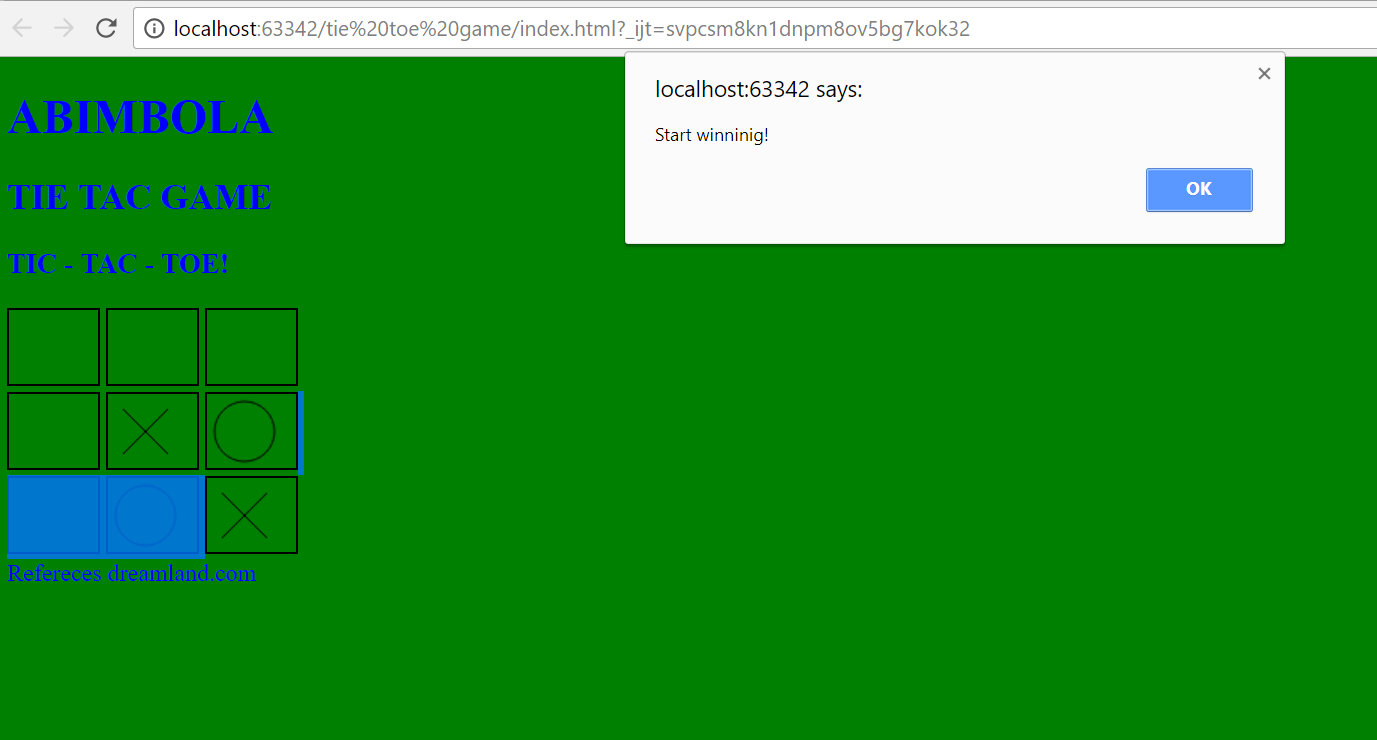 localhost:63342/tie%20toe%20game/index.html?_ijt=svpcsm8kn1dnpm8ov5bg7kok32
localhost:63342 says:
Start winninig!
OK
ABIMBOLA
TIE TAC GAME
TIC - TAC - TOE!
Refereces dreamland.com